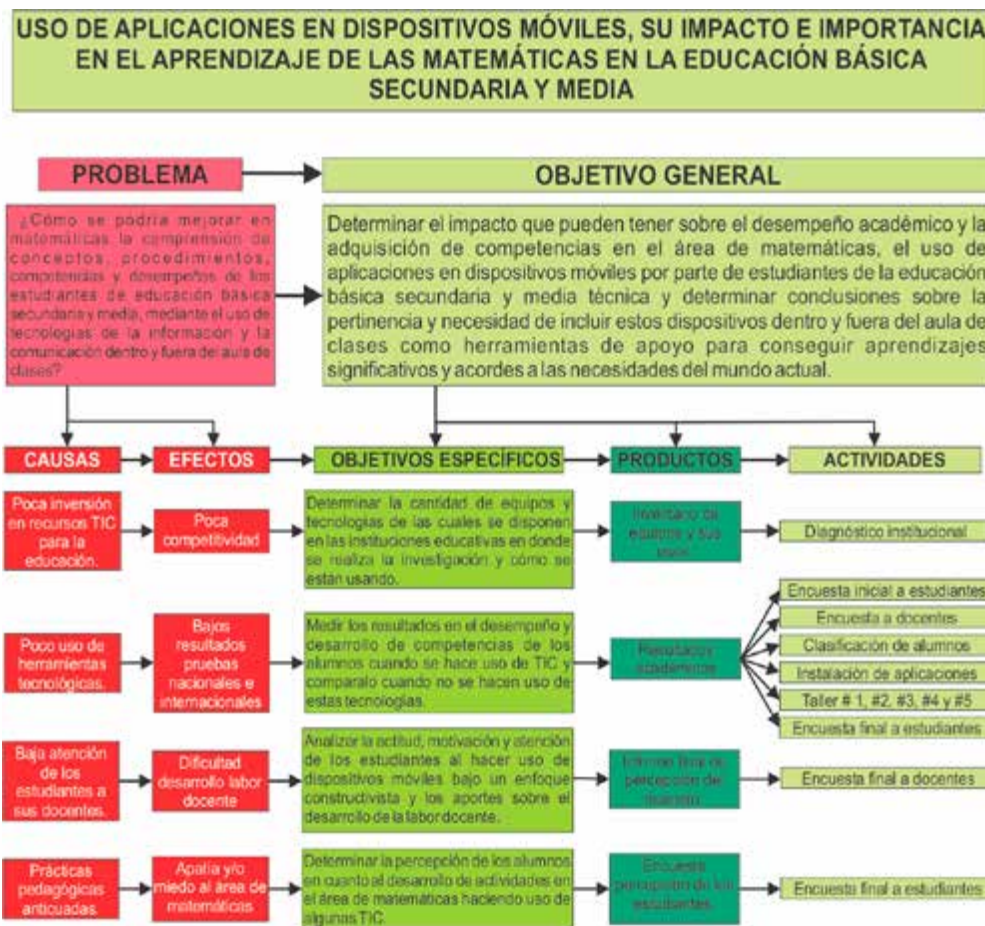 USO DE APLICACIONES EN DISPOSITIVOS MÓVILES, SU IMPACTO E IMPORTANCIA
EN EL APRENDIZAJE DE LAS MATEMÁTICAS EN LA EDUCACIÓN BÁSICA
SECUNDARIA Y MEDIA
PROBLEMA
OBJETIVO GENERAL
¿Cómo se podría mejorar en
matemáticas la comprensión de
conceptos, procedimientos,
competencias y desempeños de los
estudiantes de educación básica
secundaria y media, mediante el uso de
tecnologías de la información y la
comunicación dentro y fuera del aula de
clases?
Determinar el impacto que pueden tener sobre el desempeño académico y la
adquisición de competencias en el área de matemáticas, el uso de
aplicaciones en dispositivos móviles por parte de estudiantes de la educación
básica secundaria y media técnica y determinar conclusiones sobre la
pertinencia y necesidad de incluir estos dispositivos dentro y fuera del aula de
clases como herramientas de apoyo para conseguir aprendizajes
significativos y acordes a las necesidades del mundo actual.
CAUSAS
EFECTOS
OBJETIVOS ESPECÍFICOS
PRODUCTOS
ACTIVIDADES
Poca inversión
en recursos TIC
para la
educación.
Poca
competitividad
Determinar la cantidad de equipos y
tecnologías de las cuales se disponen
en las instituciones educativas en donde
se realiza la investigación y cómo se
están usando.
Inventario de
equipos y sus
usos
Diagnóstico institucional
Poco uso de
herramientas
tecnológicas.
Bajos
resultados
pruebas
nacionales e
internacionales
Medir los resultados en el desempeño y
desarrollo de competencias de los
alumnos cuando se hace uso de TIC y
compararlo cuando no se hacen uso de
estas tecnologías.
Resultados
académicos
Encuesta inicial a estudiantes
Encuesta a docentes
Clasificación de alumnos
Instalación de aplicaciones
Taller # 1, #2, #3, #4 y #5
Encuesta final a estudiantes
Baja atención
de los
estudiantes a
sus docentes.
Dificultad
desarrollo labor
docente
Analizar la actitud, motivación y atención
de los estudiantes al hacer uso de
dispositivos móviles bajo un enfoque
constructivista y los aportes sobre el
desarrollo de la labor docente.
Informe final de
percepción de
Encuesta final a docentes
Prácticas
pedagógicas
anticuadas
Apatía y/o
miedo al área de
matemáticas
Determinar la percepción de los alumnos
en cuanto al desarrollo de actividades en
el área de matemáticas haciendo uso de
algunas TIC.
Encuesta
percepción de los
estudiantes.
Encuesta final a estudiantes